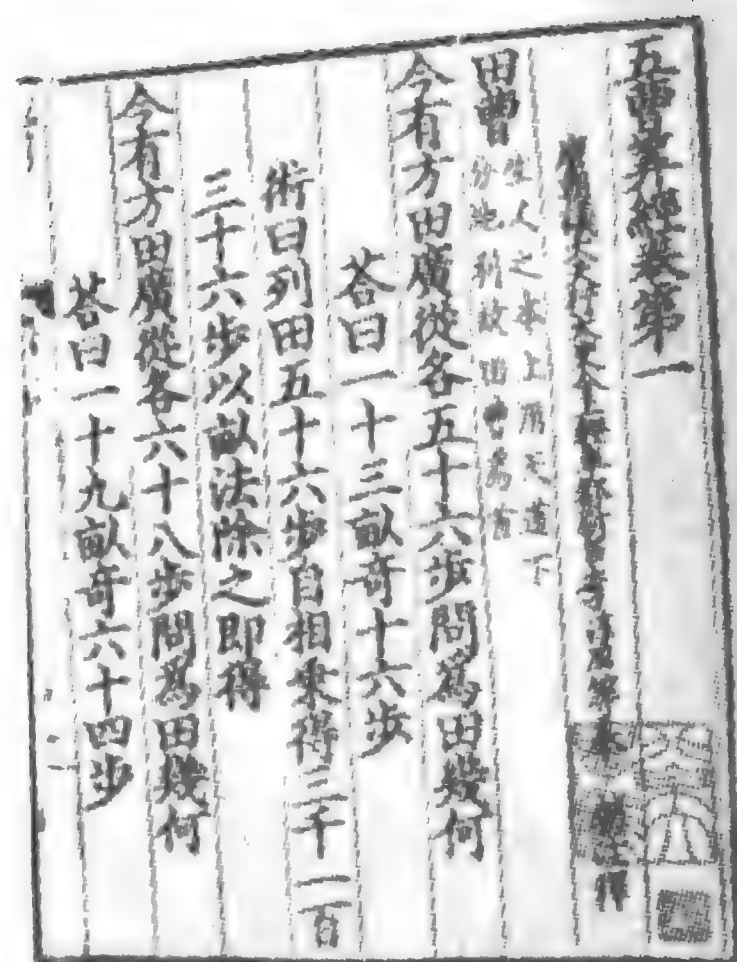 五曹算經卷第一
田曹 生人之本上用天道下
分地利故田曹爲首
今有方田廣從各五十六步問爲田幾何
荅曰一十三畝奇十六步
術曰列田五十六步自相乘得三千一百
三十六步以畝法除之即得
今有方田廣從各六十八步問爲田幾何
荅曰一十九畝奇六十四步